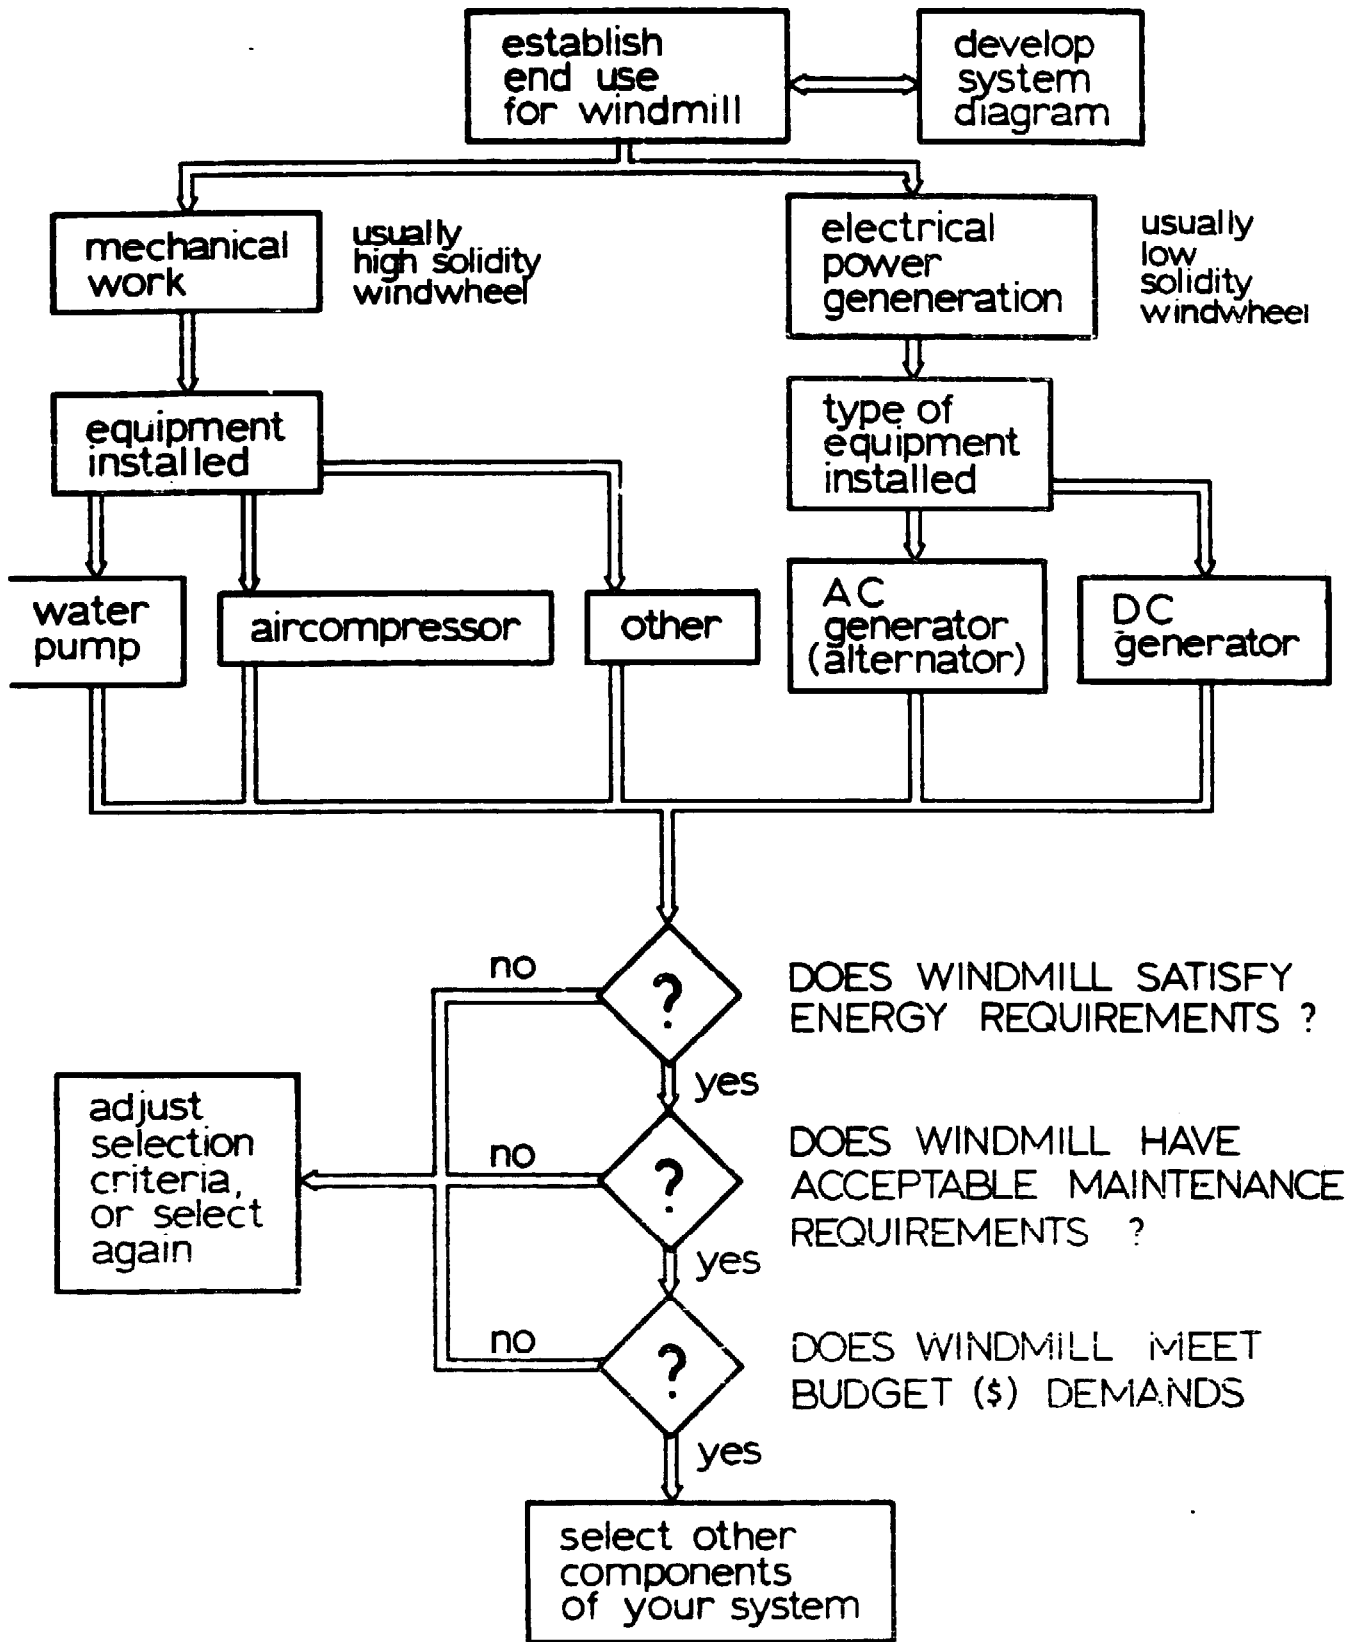 establish
end use
for windmill
develop
system
diagram
mechanical
work
usually
high solidity
windwheel
electrical
power
geneneration
usually
low
solidity
windwheel
equipment
installed
type of
equipment
installed
water
pump
aircompressor
other
AC
generator
(alternator)
DC
generator
no
?
DOES WINDMILL SATISFY
ENERGY REQUIREMENTS ?
yes
adjust
selection
criteria,
or select
again
no
?
DOES WINDMILL HAVE
ACCEPTABLE MAINTENANCE
REQUIREMENTS ?
yes
no
?
DOES WINDMILL MEET
BUDGET ($) DEMANDS
yes
select other
components
of your system